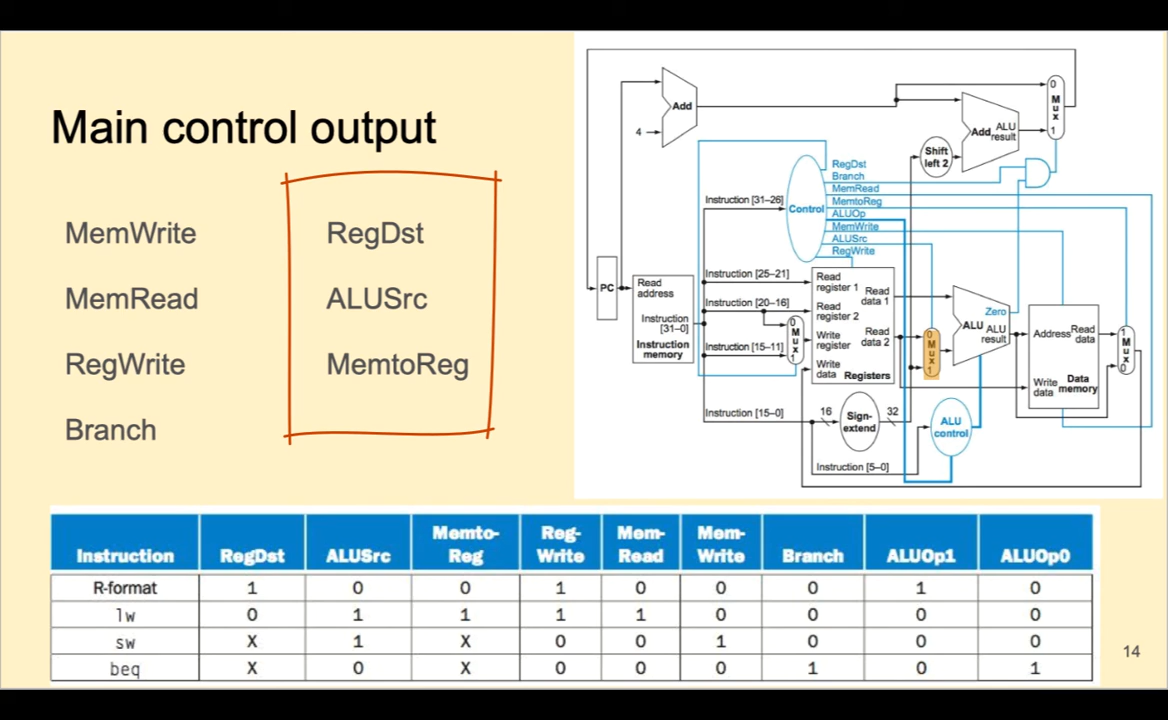 Main control output
MemWrite
MemRead
RegWrite
Branch
RegDst
ALUSrc
MemtoReg
Add
4
Shift
left 2
Add ALU
result
0
M
u
x
1
RegDst
Branch
MemRead
MemtoReg
ALUOp
MemWrite
ALUSrc
RegWrite
Control
Instruction [31–26]
Instruction [25–21]
Instruction [20–16]
Instruction [15–11]
Instruction [15–0]
Instruction [5–0]
PC
Read
address
Instruction
[31–0]
Instruction
memory
0
M
u
x
1
Read
register 1
Read
register 2
Write
register
Write
data
Read
data 1
Read
data 2
Registers
0
M
u
x
1
Zero
ALU ALU
result
Address
Read
data
Write
data
Data
memory
1
M
u
x
0
16
Sign-
extend
32
ALU
control
Instruction RegDst ALUSrc Memto-Reg Reg-Write Mem-Read Mem-Write Branch ALUOp1 ALUOp0
R-format 1 0 0 1 0 0 0 1 0
lw 0 1 1 1 1 0 0 0 0
sw X 1 X 0 0 1 0 0 0
beq X 0 X 0 0 0 1 0 1
14